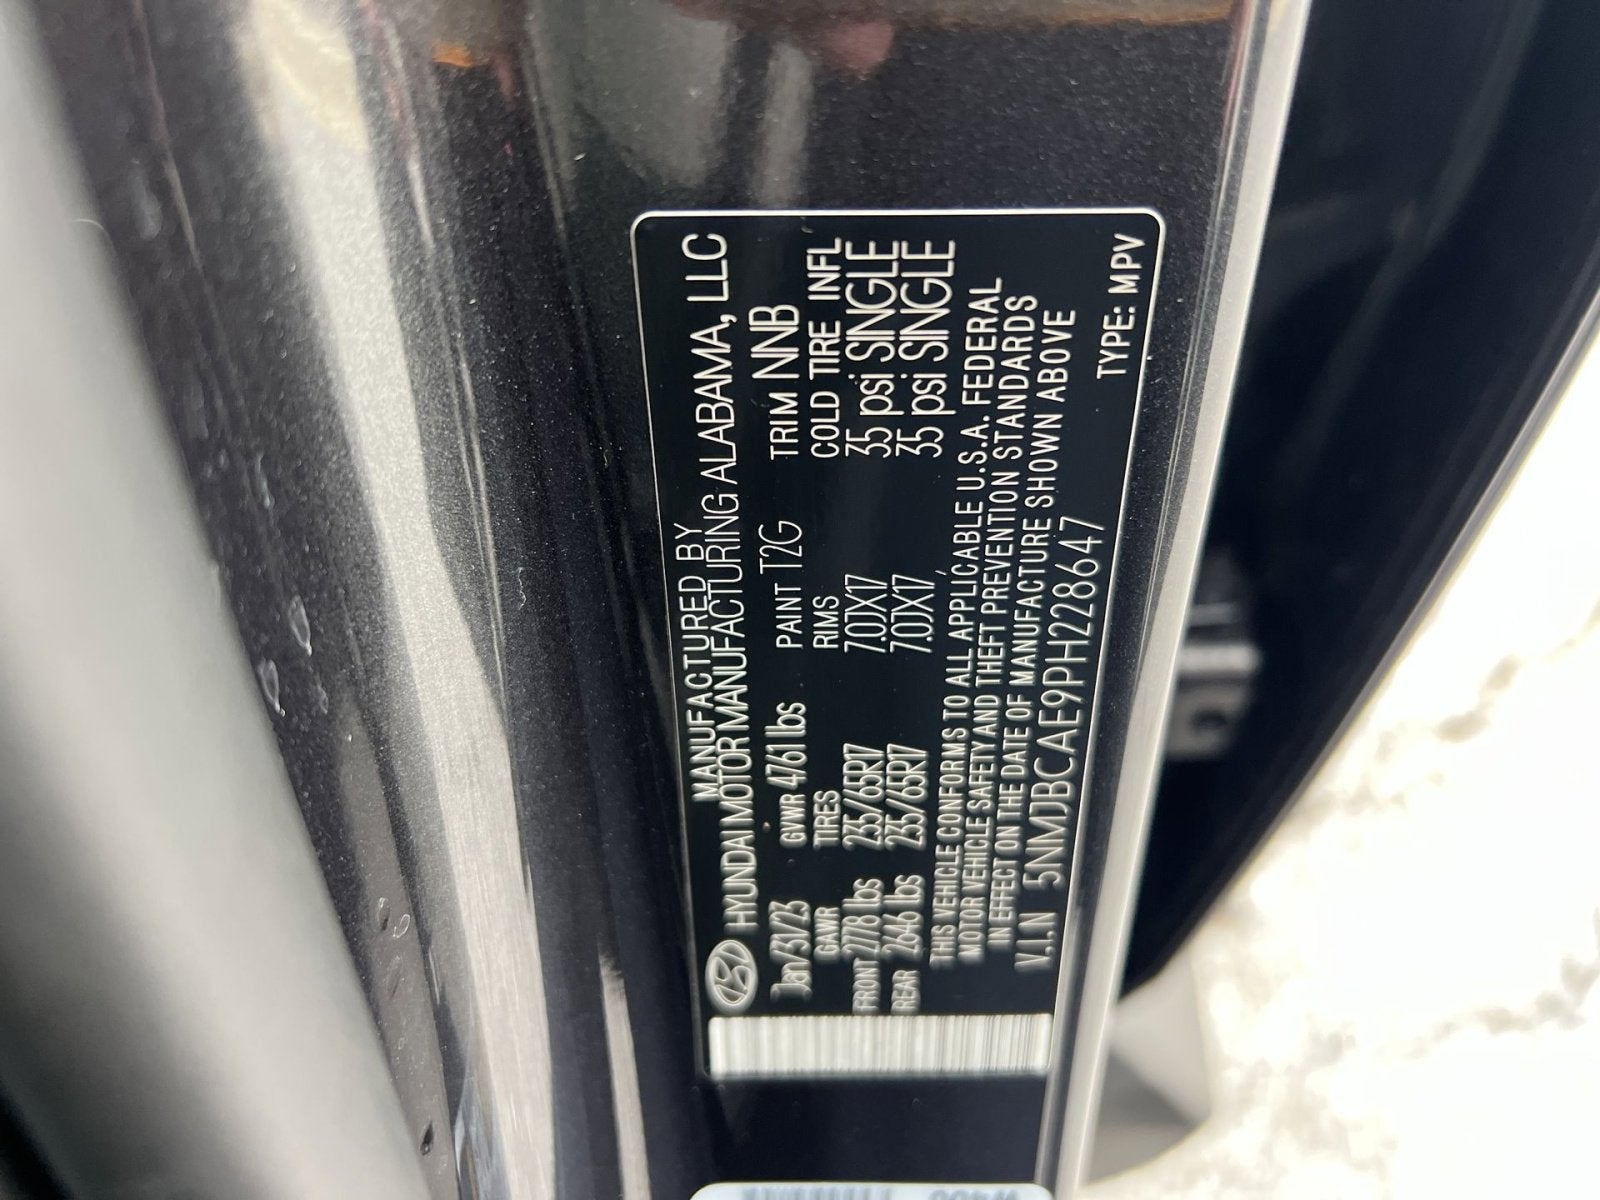 MANUFACTURED BY
HYUNDAI MOTOR MANUFACTURING ALABAMA, LLC
Jan/31/23 GVWR 4761 lbs PAINT T2G TRIM NNB
GAWR TIRES RIMS COLD TIRE INFL
FRONT 2778 lbs 235/65R17 7.0JX17 35 psi SINGLE
REAR 2646 lbs 235/65R17 7.0JX17 35 psi SINGLE
THIS VEHICLE CONFORMS TO ALL APPLICABLE U.S.A. FEDERAL
MOTOR VEHICLE SAFETY AND THEFT PREVENTION STANDARDS
IN EFFECT ON THE DATE OF MANUFACTURE SHOWN ABOVE
V.I.N 5NMJBCAE9PH228647 TYPE: MPV